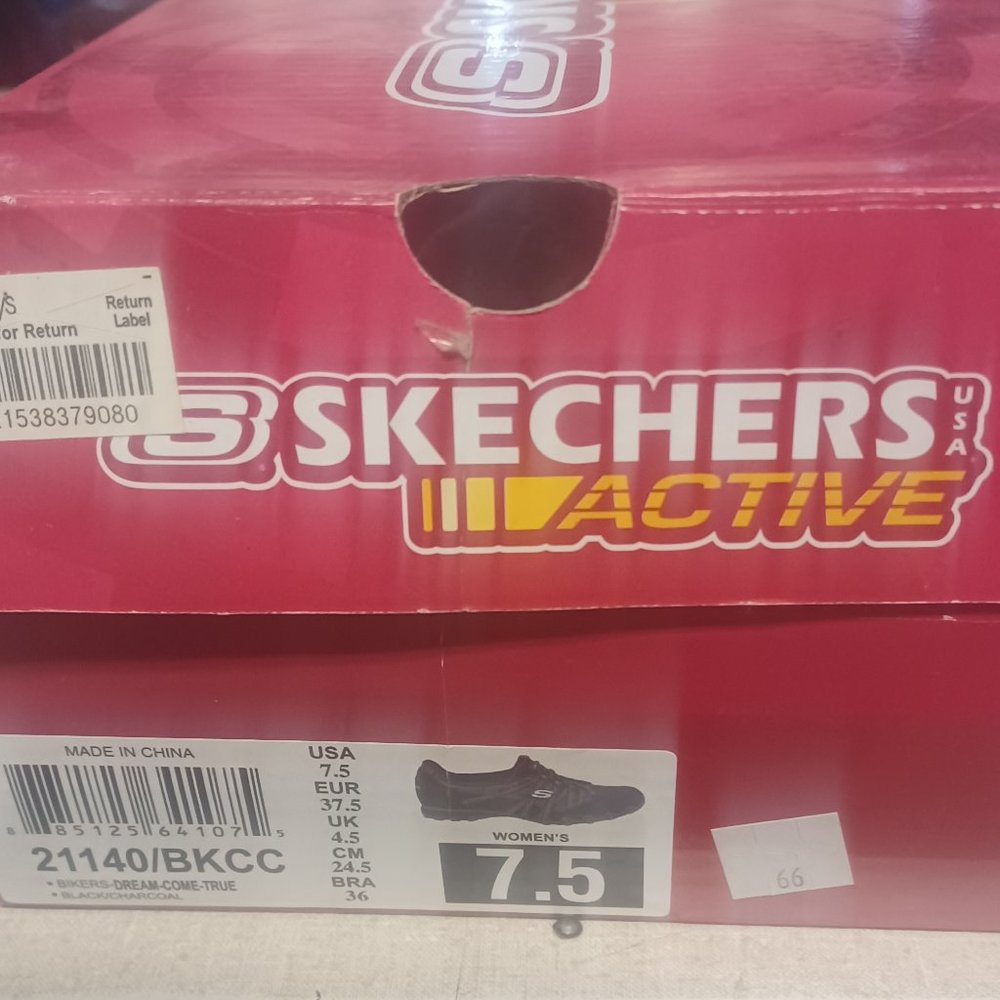 SK
/s Return
for Return Label
1538379080
S SKECHERS USA
ACTIVE
MADE IN CHINA
8 85125 64107 5
21140/BKCC
• BIKERS-DREAM-COME-TRUE
• BLACK/CHARCOAL
USA
7.5
EUR
37.5
UK
4.5
CM
24.5
BRA
36
S
WOMEN'S
7.5
66